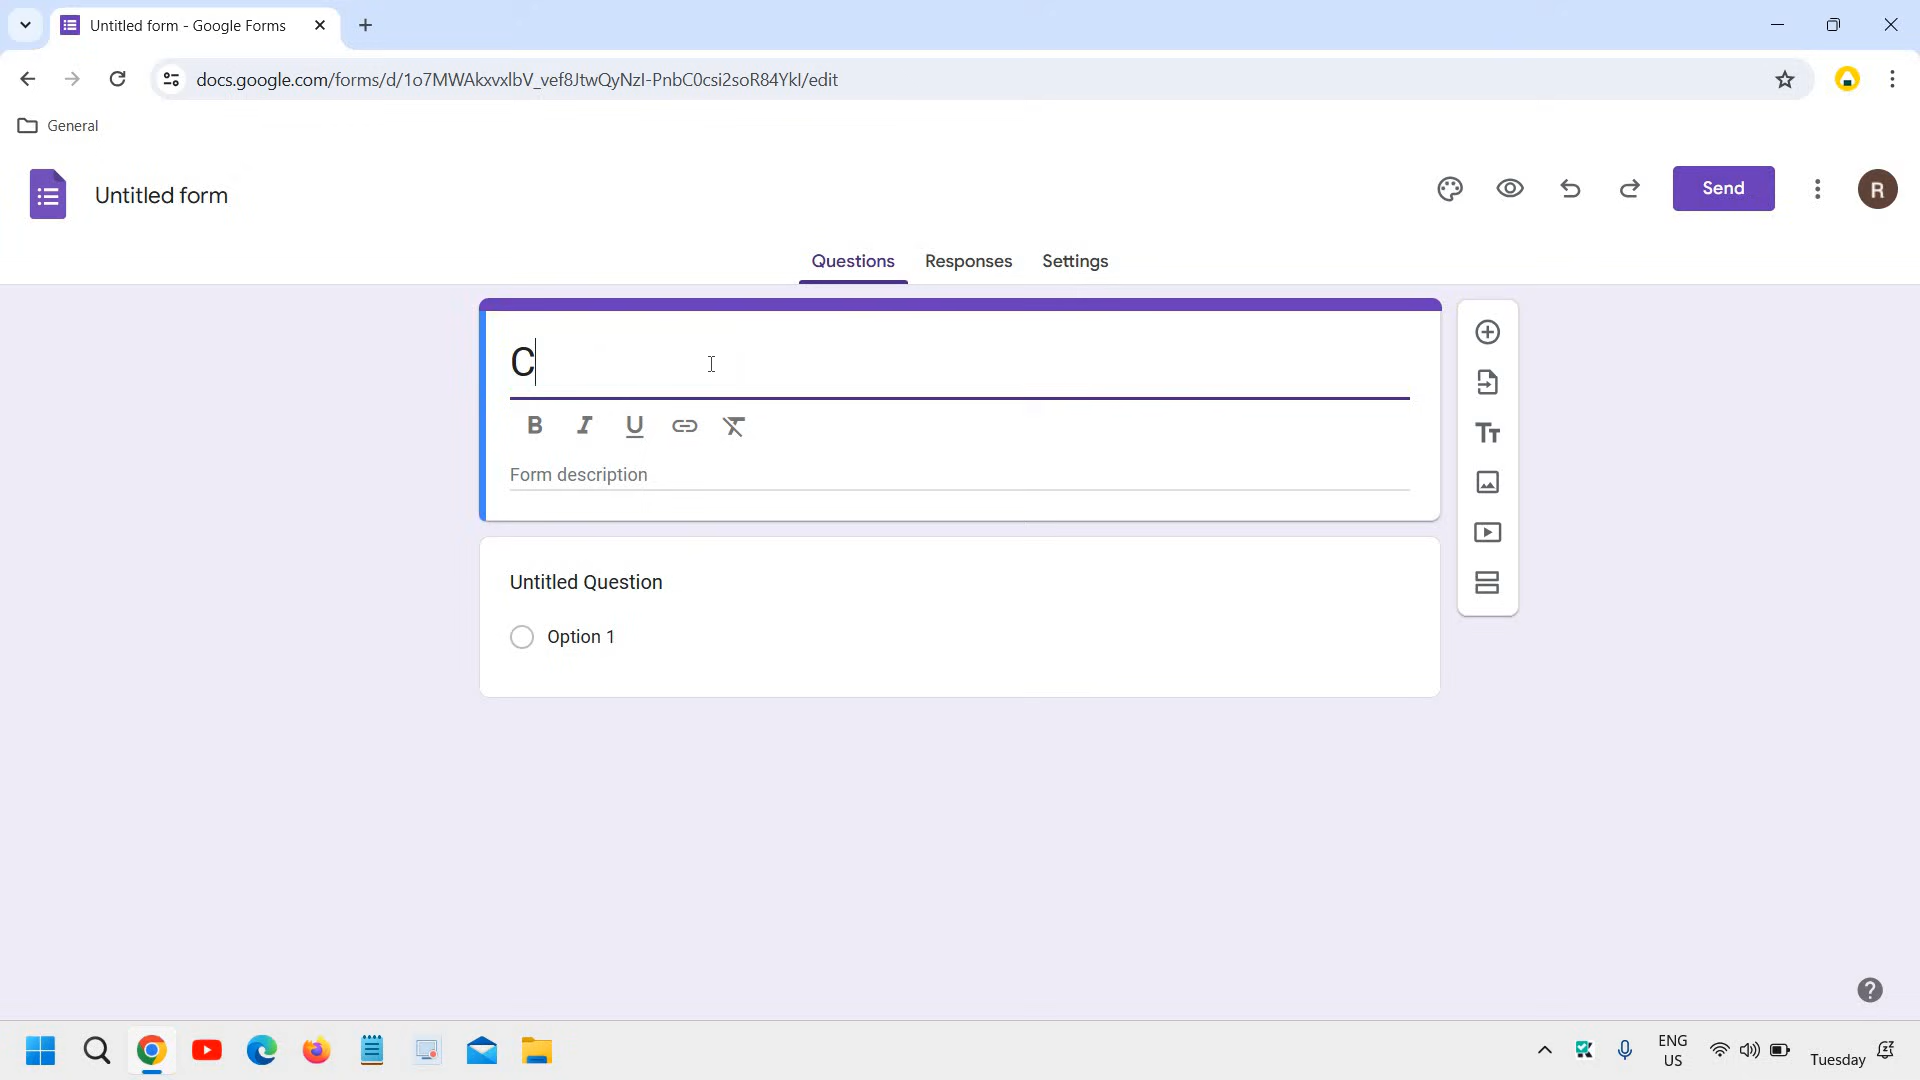 Untitled form - Google Forms
docs.google.com/forms/d/1o7MWAkxvxlbV_vef8JtwQyNzI-PnbC0csi2soR84YkI/edit
General
Untitled form
Send
R
Questions Responses Settings
C
B I U
Form description
Tt
Untitled Question
Option 1
ENG
US
Tuesday